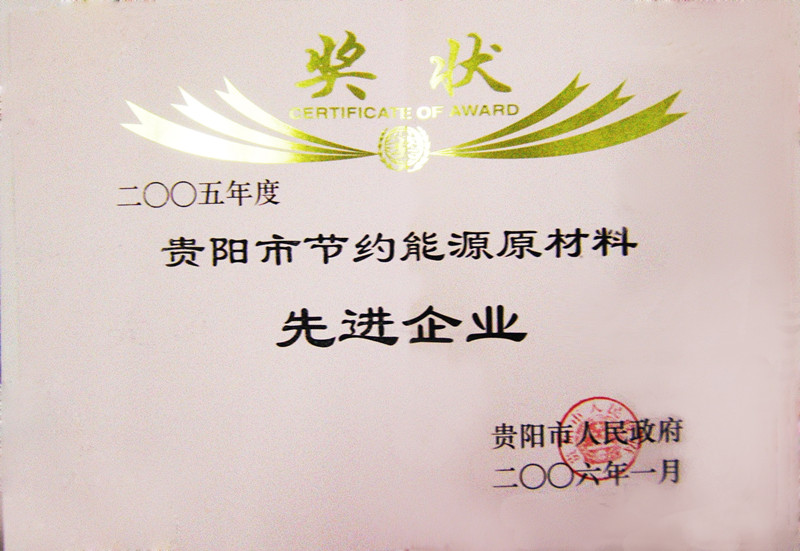 奖状
CERTIFICATE OF AWARD
二〇〇五年度
贵阳市节约能源原材料
先进企业
贵阳市人民政府
二〇〇六年一月